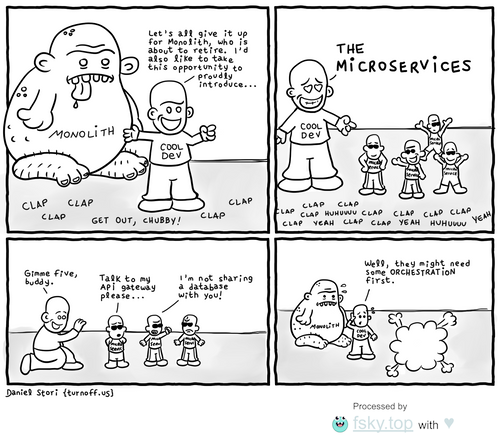 Let's all give it up
for Monolith, who is
about to retire. I'd
also like to take
this opportunity to
proudly
introduce...
MONOLITH
COOL
DEV
CLAP
CLAP
CLAP
GET OUT, CHUBBY!
CLAP
CLAP
THE
MICROSERVICES
COOL
DEV
CLAP CLAP
CLAP CLAP HUHUUU CLAP CLAP CLAP CLAP
CLAP YEAH CLAP CLAP YEAH HUHUUUU YEAH
Gimme five,
buddy.
Talk to my
Api gateway
please...
I'm not sharing
a database
with you!
Well, they might need
some ORCHESTRATION
first.
MONOLITH
COOL
DEV
Daniel Stori {turnoff.us}
Processed by
fsky.top with